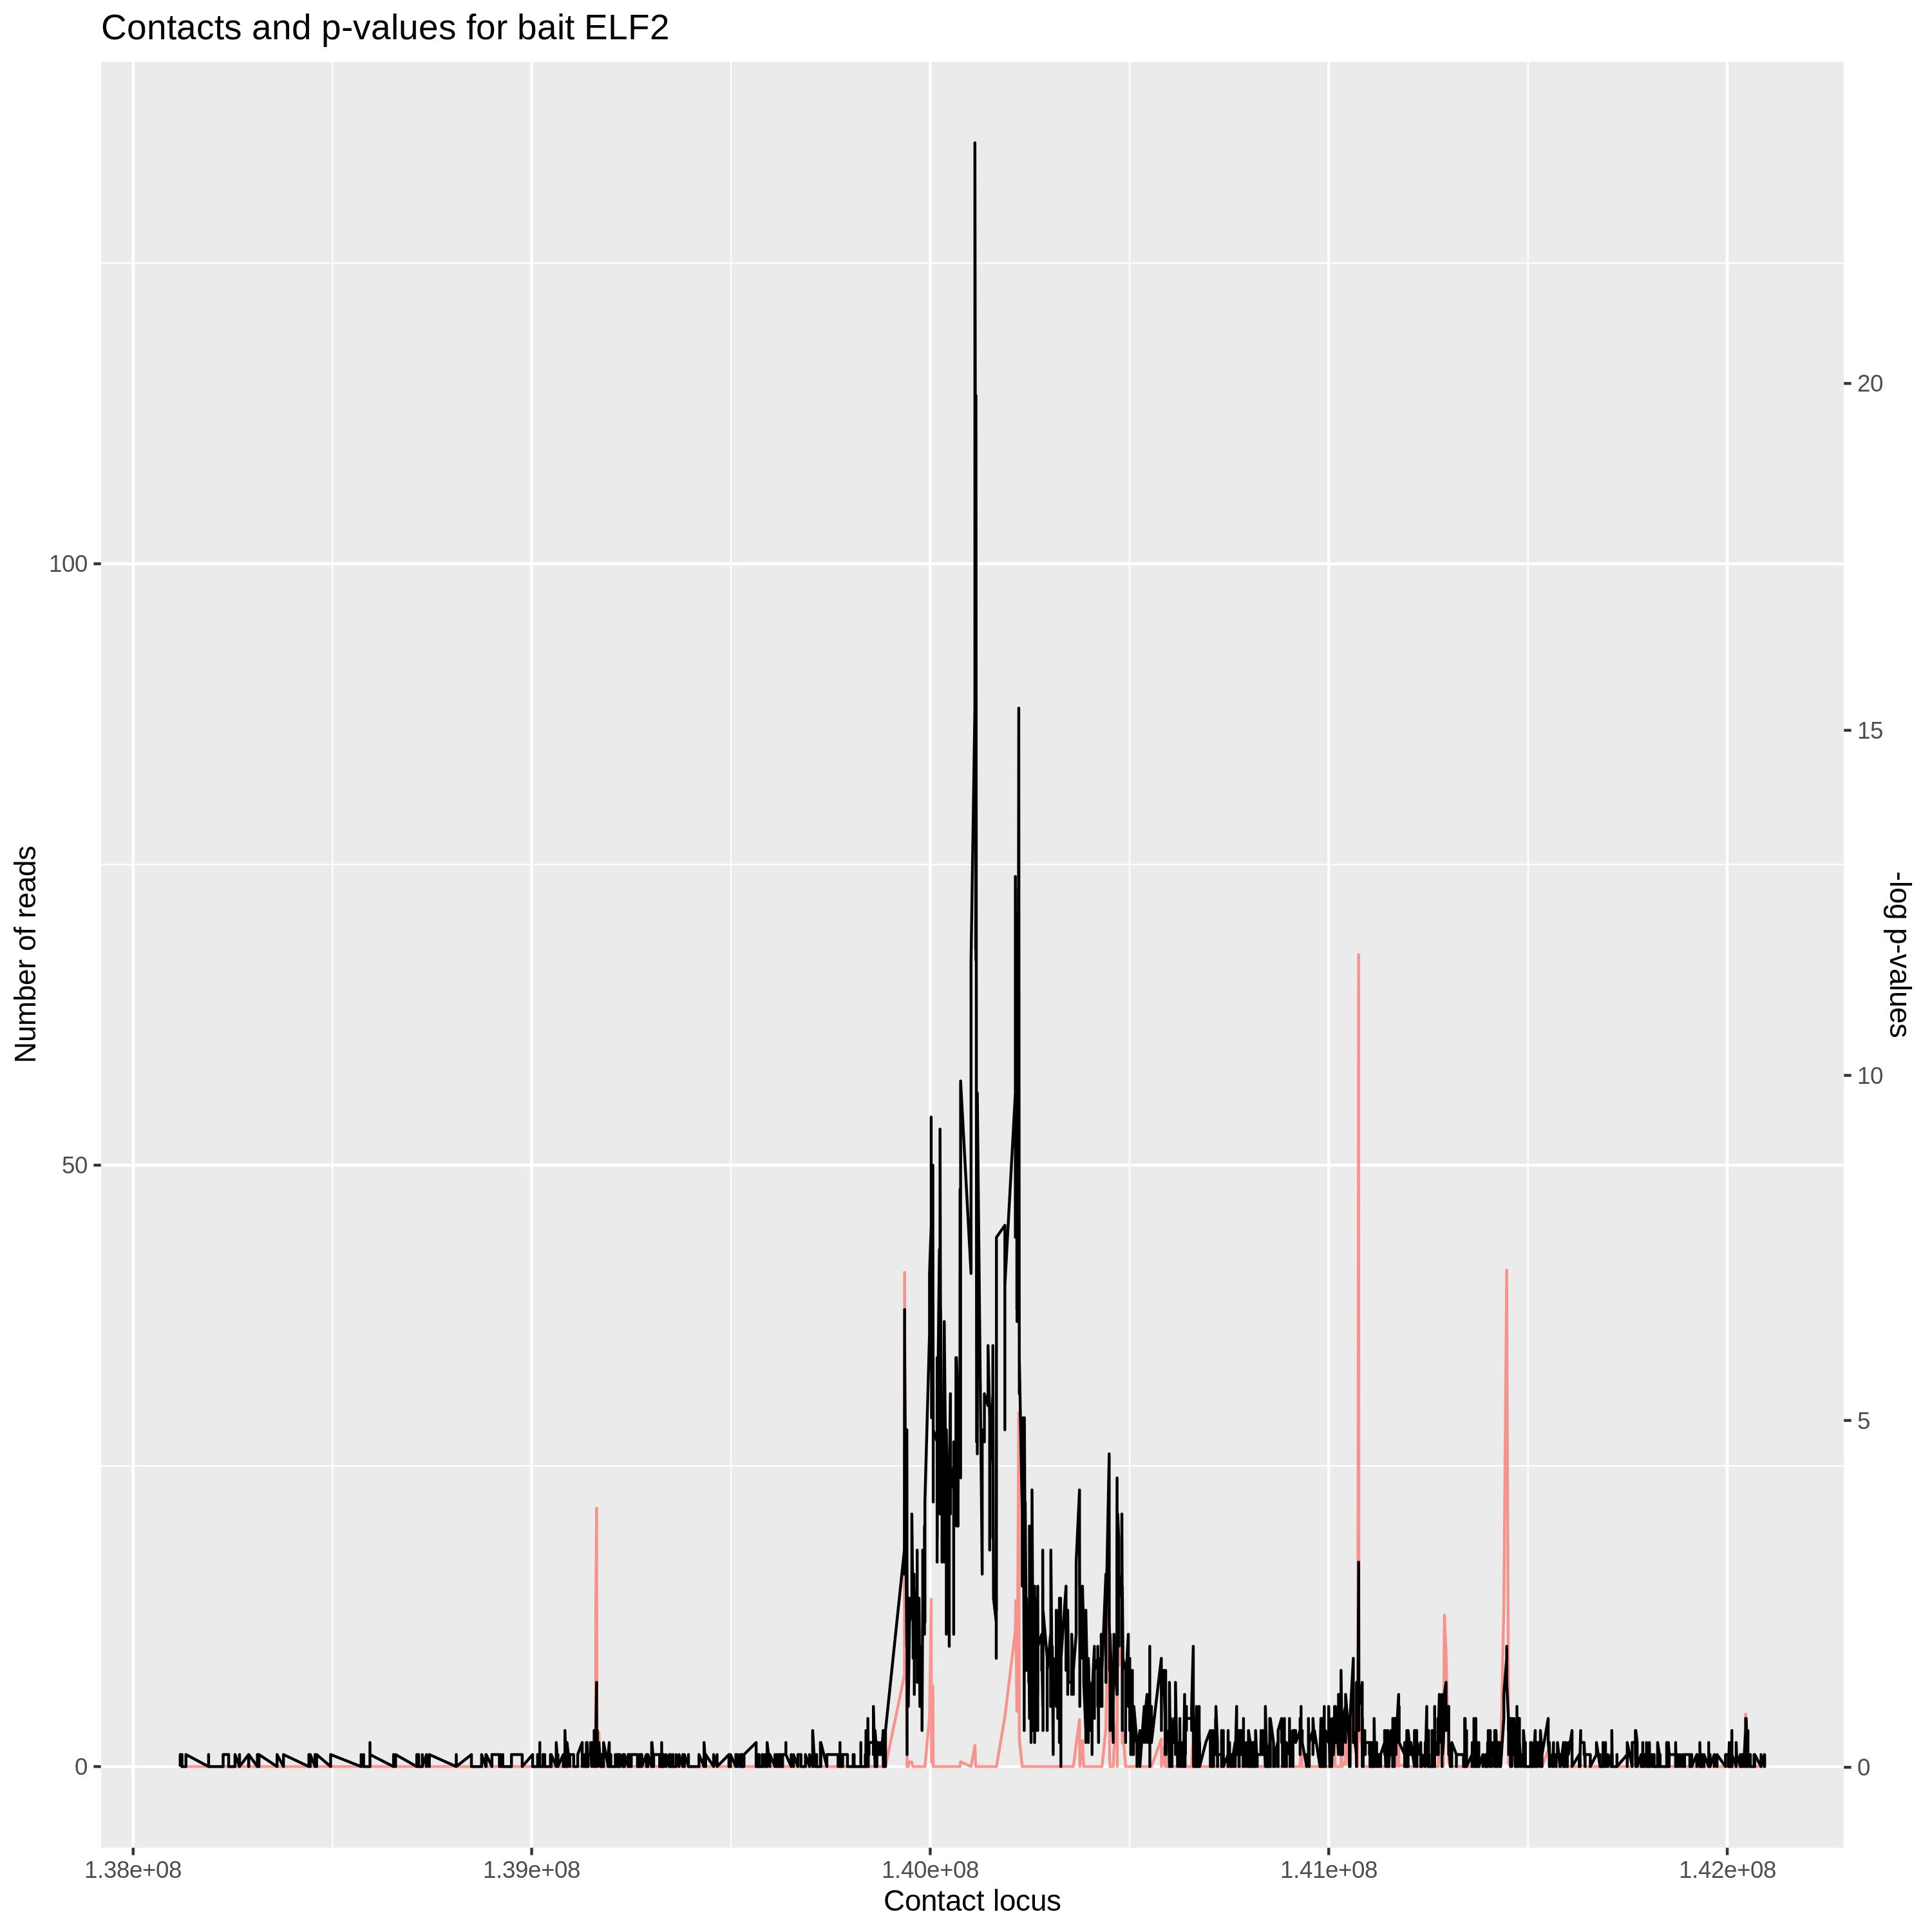 Contacts and p-values for bait ELF2
Number of reads
100
50
0
20
15
10
5
0
-log p-values
1.38e+08
1.39e+08
1.40e+08
1.41e+08
1.42e+08
Contact locus